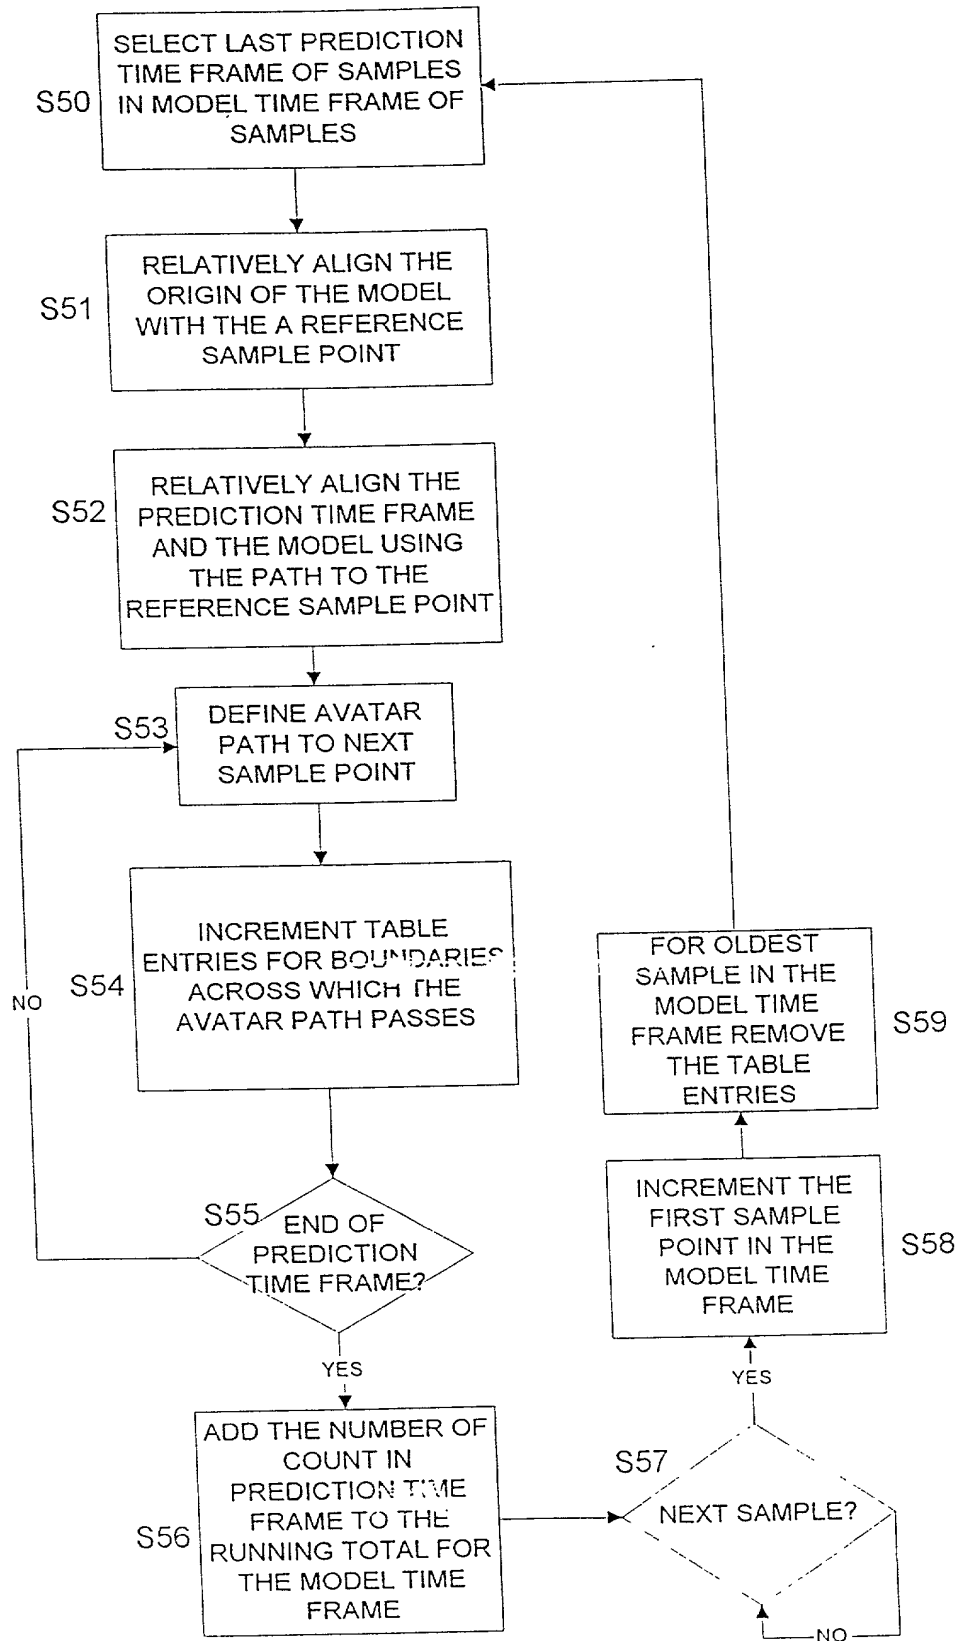 S50
SELECT LAST PREDICTION
TIME FRAME OF SAMPLES
IN MODEL TIME FRAME OF
SAMPLES
S51
RELATIVELY ALIGN THE
ORIGIN OF THE MODEL
WITH THE A REFERENCE
SAMPLE POINT
S52
RELATIVELY ALIGN THE
PREDICTION TIME FRAME
AND THE MODEL USING
THE PATH TO THE
REFERENCE SAMPLE POINT
S53
DEFINE AVATAR
PATH TO NEXT
SAMPLE POINT
S54
INCREMENT TABLE
ENTRIES FOR BOUNDARIES
ACROSS WHICH THE
AVATAR PATH PASSES
NO
S55
END OF
PREDICTION
TIME FRAME?
YES
S56
ADD THE NUMBER OF
COUNT IN
PREDICTION TIME
FRAME TO THE
RUNNING TOTAL FOR
THE MODEL TIME
FRAME
S57
NEXT SAMPLE?
NO
YES
INCREMENT THE
FIRST SAMPLE
POINT IN THE
MODEL TIME
FRAME
S58
FOR OLDEST
SAMPLE IN THE
MODEL TIME
FRAME REMOVE
THE TABLE
ENTRIES
S59